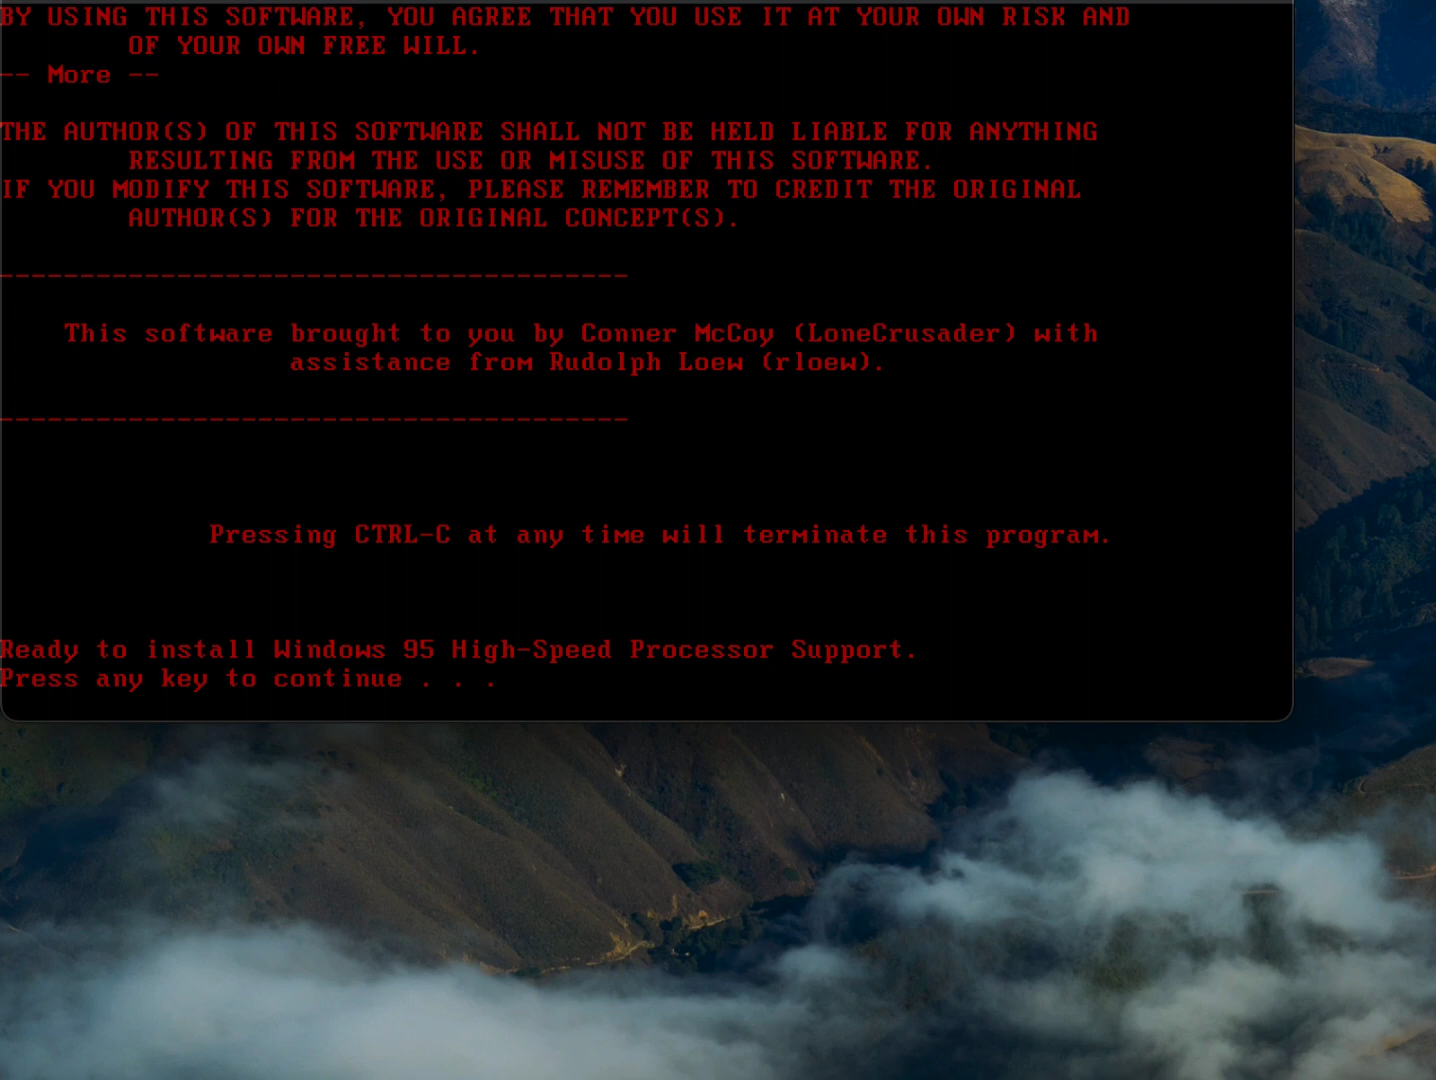 BY USING THIS SOFTWARE, YOU AGREE THAT YOU USE IT AT YOUR OWN RISK AND
OF YOUR OWN FREE WILL.
-- More --
THE AUTHOR(S) OF THIS SOFTWARE SHALL NOT BE HELD LIABLE FOR ANYTHING
RESULTING FROM THE USE OR MISUSE OF THIS SOFTWARE.
IF YOU MODIFY THIS SOFTWARE, PLEASE REMEMBER TO CREDIT THE ORIGINAL
AUTHOR(S) FOR THE ORIGINAL CONCEPT(S).
---------------------------------------
This software brought to you by Conner McCoy (LoneCrusader) with
assistance from Rudolph Loew (rloew).
---------------------------------------
Pressing CTRL-C at any time will terminate this program.
Ready to install Windows 95 High-Speed Processor Support.
Press any key to continue . . .